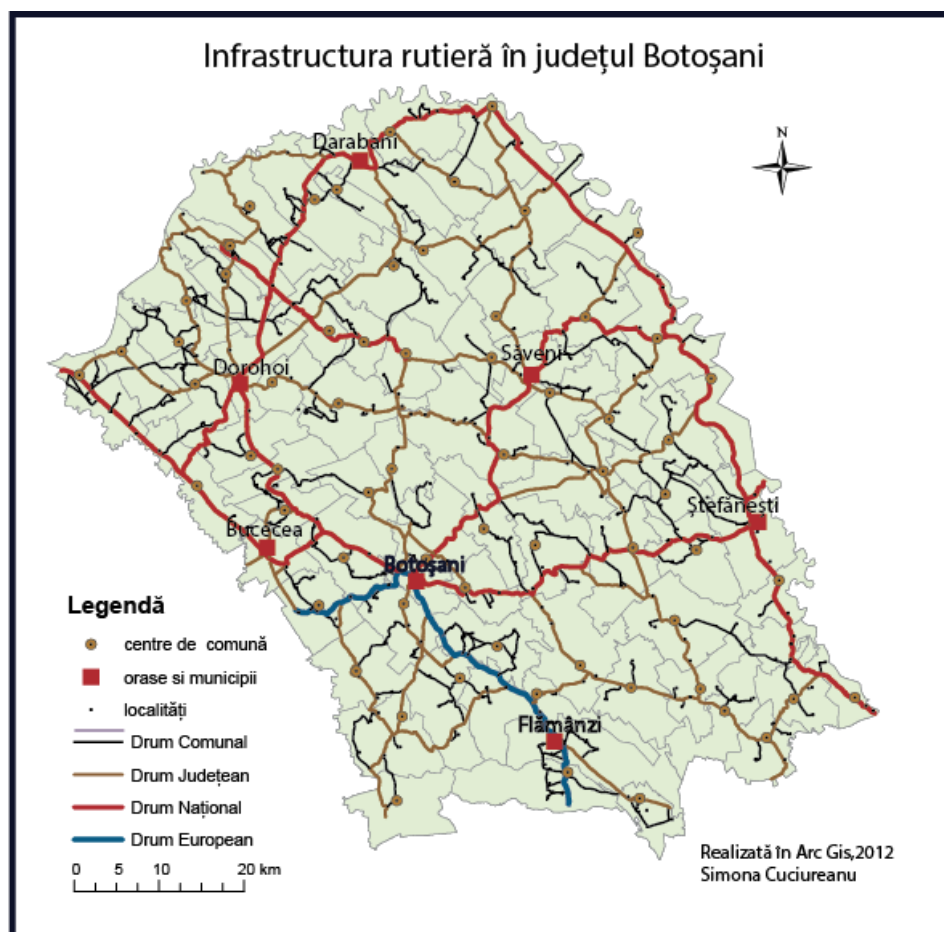 Infrastructura rutieră în județul Botoșani
N
Darabani
Dorohoi
Săveni
Ștefănești
Bucecea
Botoșani
Flămânzi
Legendă
centre de comună
orase si municipii
localități
Drum Comunal
Drum Județean
Drum Național
Drum European
0 5 10 20 km
Realizată în Arc Gis,2012
Simona Cuciureanu